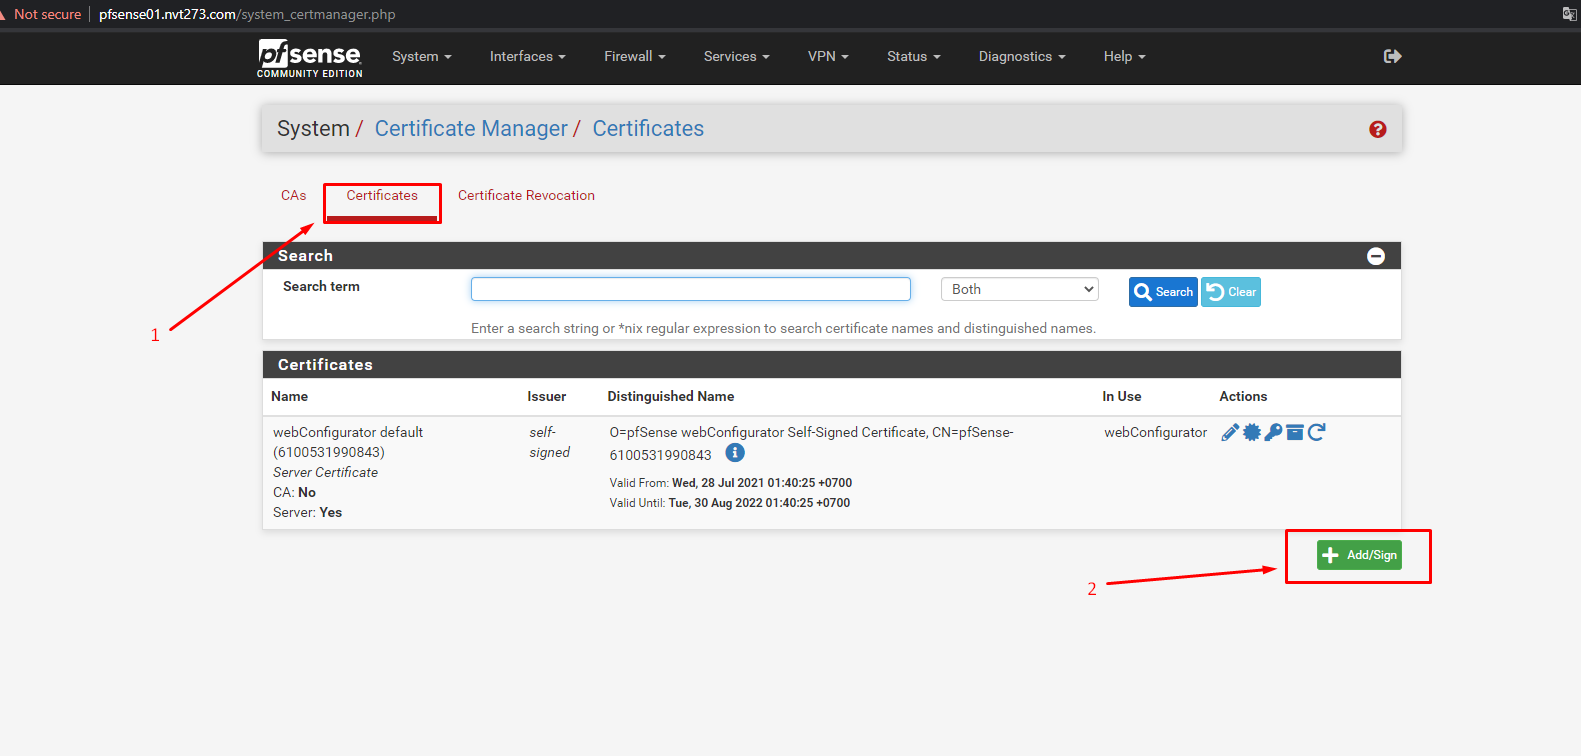 Not secure | pfsense01.nvt273.com/system_certmanager.php
pfsense COMMUNITY EDITION
System Interfaces Firewall Services VPN Status Diagnostics Help
System / Certificate Manager / Certificates
CAs Certificates Certificate Revocation
Search
Search term Both Search Clear
1
Enter a search string or *nix regular expression to search certificate names and distinguished names.
Certificates
Name Issuer Distinguished Name In Use Actions
webConfigurator default self- O=pfSense webConfigurator Self-Signed Certificate, CN=pfSense- webConfigurator
(6100531990843) signed 6100531990843
Server Certificate
CA: No Valid From: Wed, 28 Jul 2021 01:40:25 +0700
Server: Yes Valid Until: Tue, 30 Aug 2022 01:40:25 +0700
Add/Sign
2